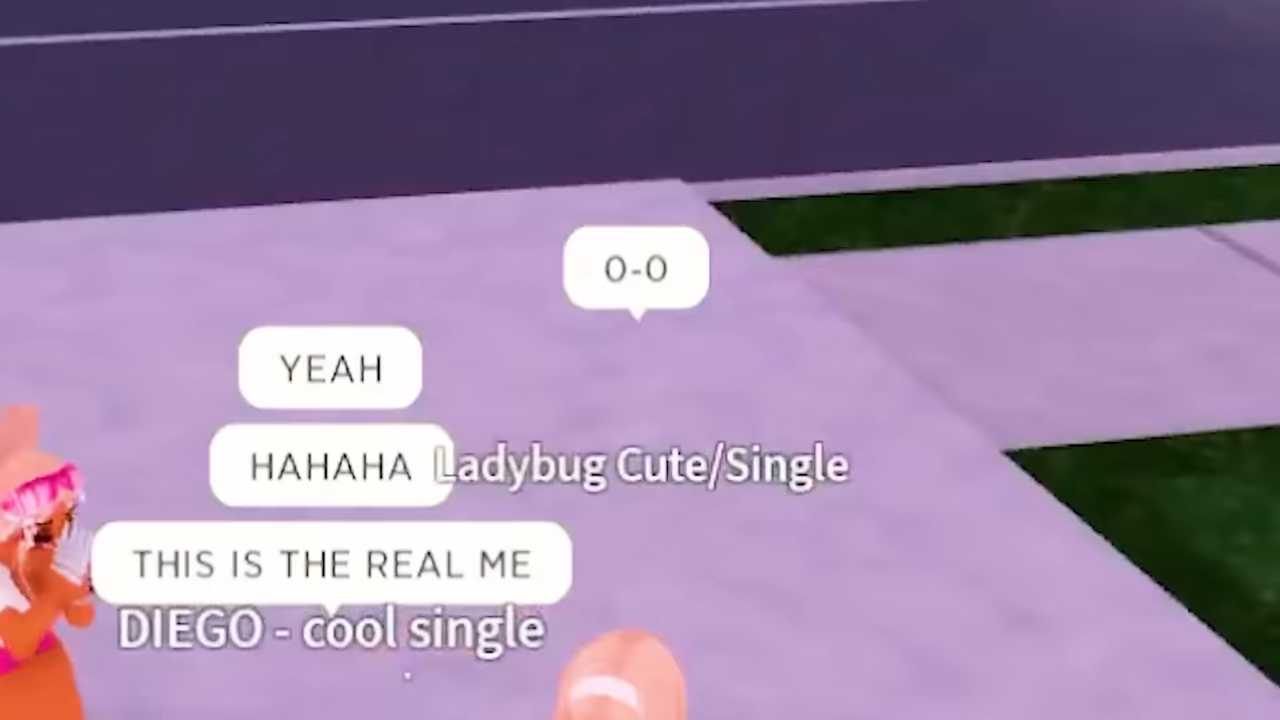 O-O
YEAH
HAHAHA
Ladybug Cute/Single
THIS IS THE REAL ME
DIEGO - cool single